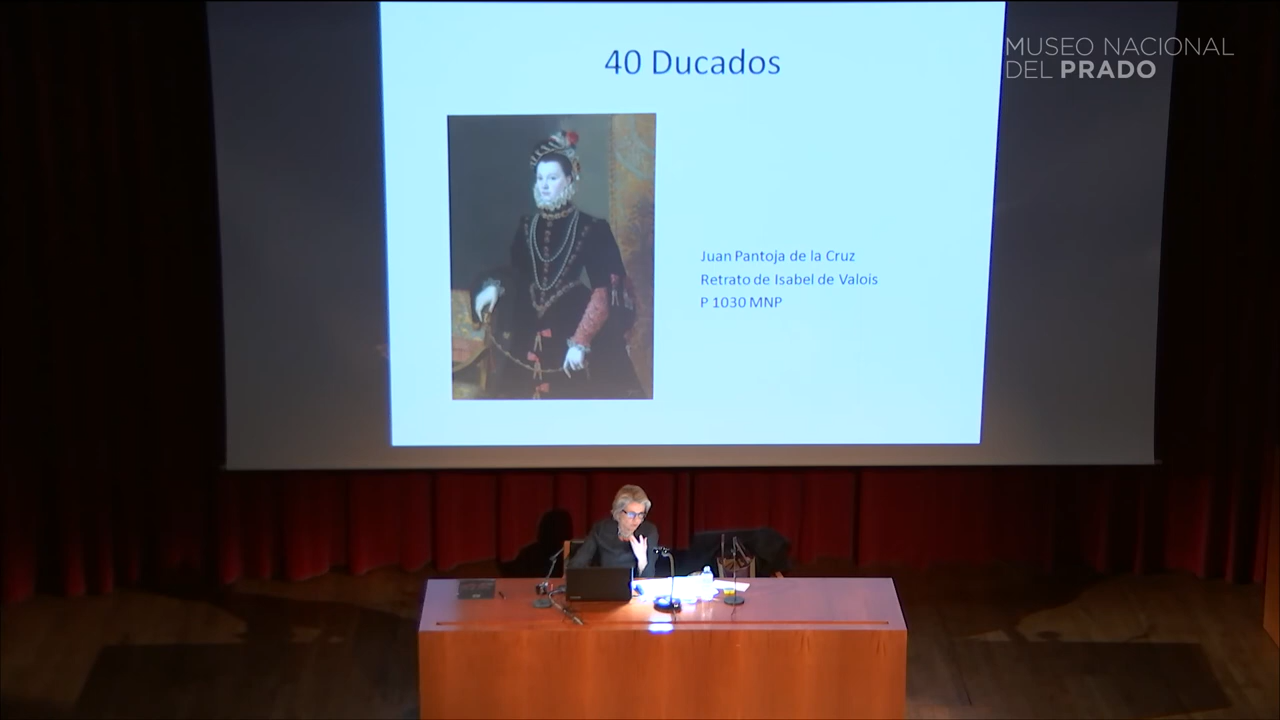 MUSEO NACIONAL
DEL PRADO
40 Ducados
Juan Pantoja de la Cruz
Retrato de Isabel de Valois
P 1030 MNP